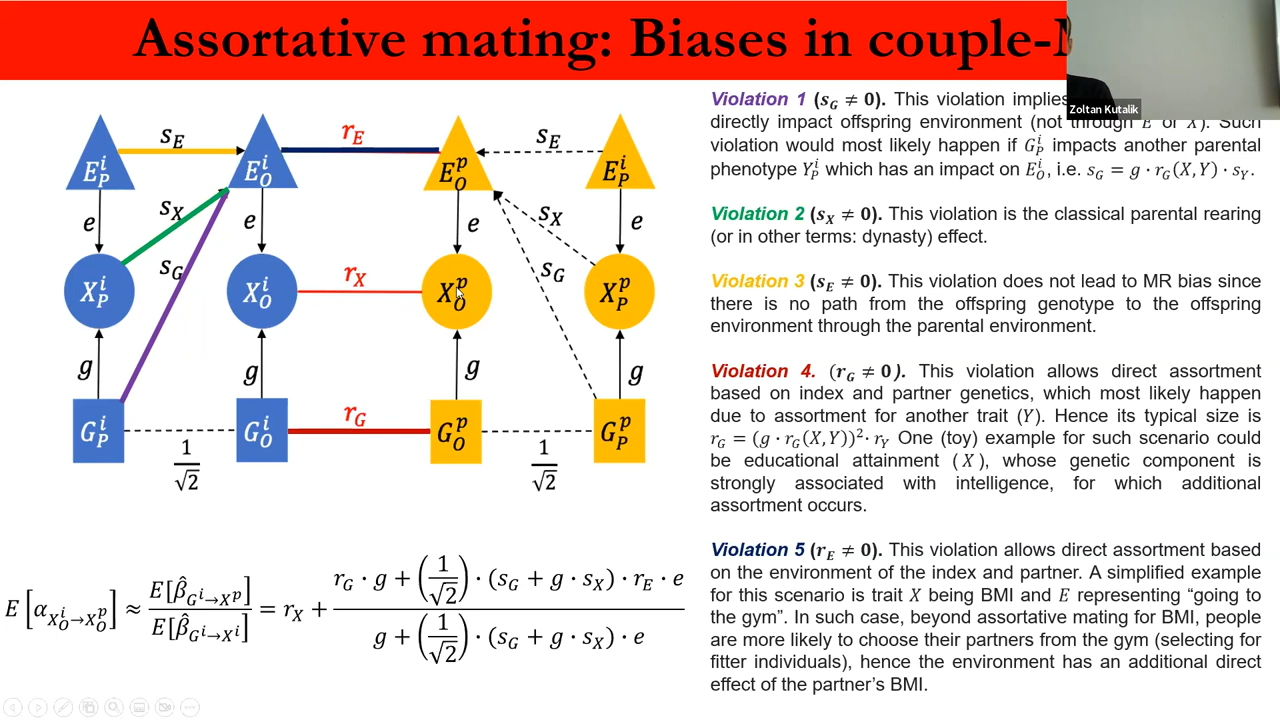 Assortative mating: Biases in couple-
Zoltan Kutalik
s_E
r_E
s_E
E_P^i
E_O^i
E_O^p
E_P^i
s_X
s_X
e
e
e
e
s_G
s_G
X_P^i
X_O^i
r_X
X_O^p
X_P^p
g
g
g
g
G_P^i
G_O^i
r_G
G_O^p
G_P^p
1/√2
1/√2
E[α_{X_O^i→X_O^p}] ≈ E[β̂_{G^i→X^p}] / E[β̂_{G^i→X^i}] = r_X + (r_G · g + (1/√2) · (s_G + g · s_X) · r_E · e) / (g + (1/√2) · (s_G + g · s_X) · e)
Violation 1 (s_G ≠ 0). This violation implies
directly impact offspring environment (not through E or X). Such
violation would most likely happen if G_P^i impacts another parental
phenotype Y_P^i which has an impact on E_O^i, i.e. s_G = g · r_G(X,Y) · s_Y.
Violation 2 (s_X ≠ 0). This violation is the classical parental rearing
(or in other terms: dynasty) effect.
Violation 3 (s_E ≠ 0). This violation does not lead to MR bias since
there is no path from the offspring genotype to the offspring
environment through the parental environment.
Violation 4. (r_G ≠ 0). This violation allows direct assortment
based on index and partner genetics, which most likely happen
due to assortment for another trait (Y). Hence its typical size is
r_G = (g · r_G(X,Y))² · r_Y One (toy) example for such scenario could
be educational attainment (X), whose genetic component is
strongly associated with intelligence, for which additional
assortment occurs.
Violation 5 (r_E ≠ 0). This violation allows direct assortment based
on the environment of the index and partner. A simplified example
for this scenario is trait X being BMI and E representing “going to
the gym”. In such case, beyond assortative mating for BMI, people
are more likely to choose their partners from the gym (selecting for
fitter individuals), hence the environment has an additional direct
effect of the partner’s BMI.